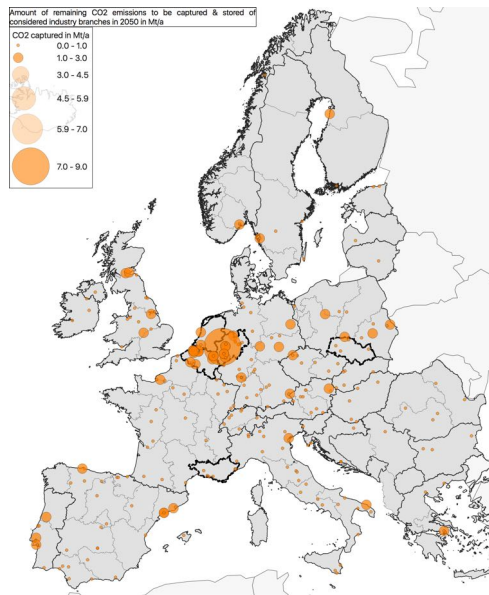 Amount of remaining CO2 emissions to be captured & stored of
considered industry branches in 2050 in Mt/a
CO2 captured in Mt/a
0.0 - 1.0
1.0 - 3.0
3.0 - 4.5
4.5 - 5.9
5.9 - 7.0
7.0 - 9.0